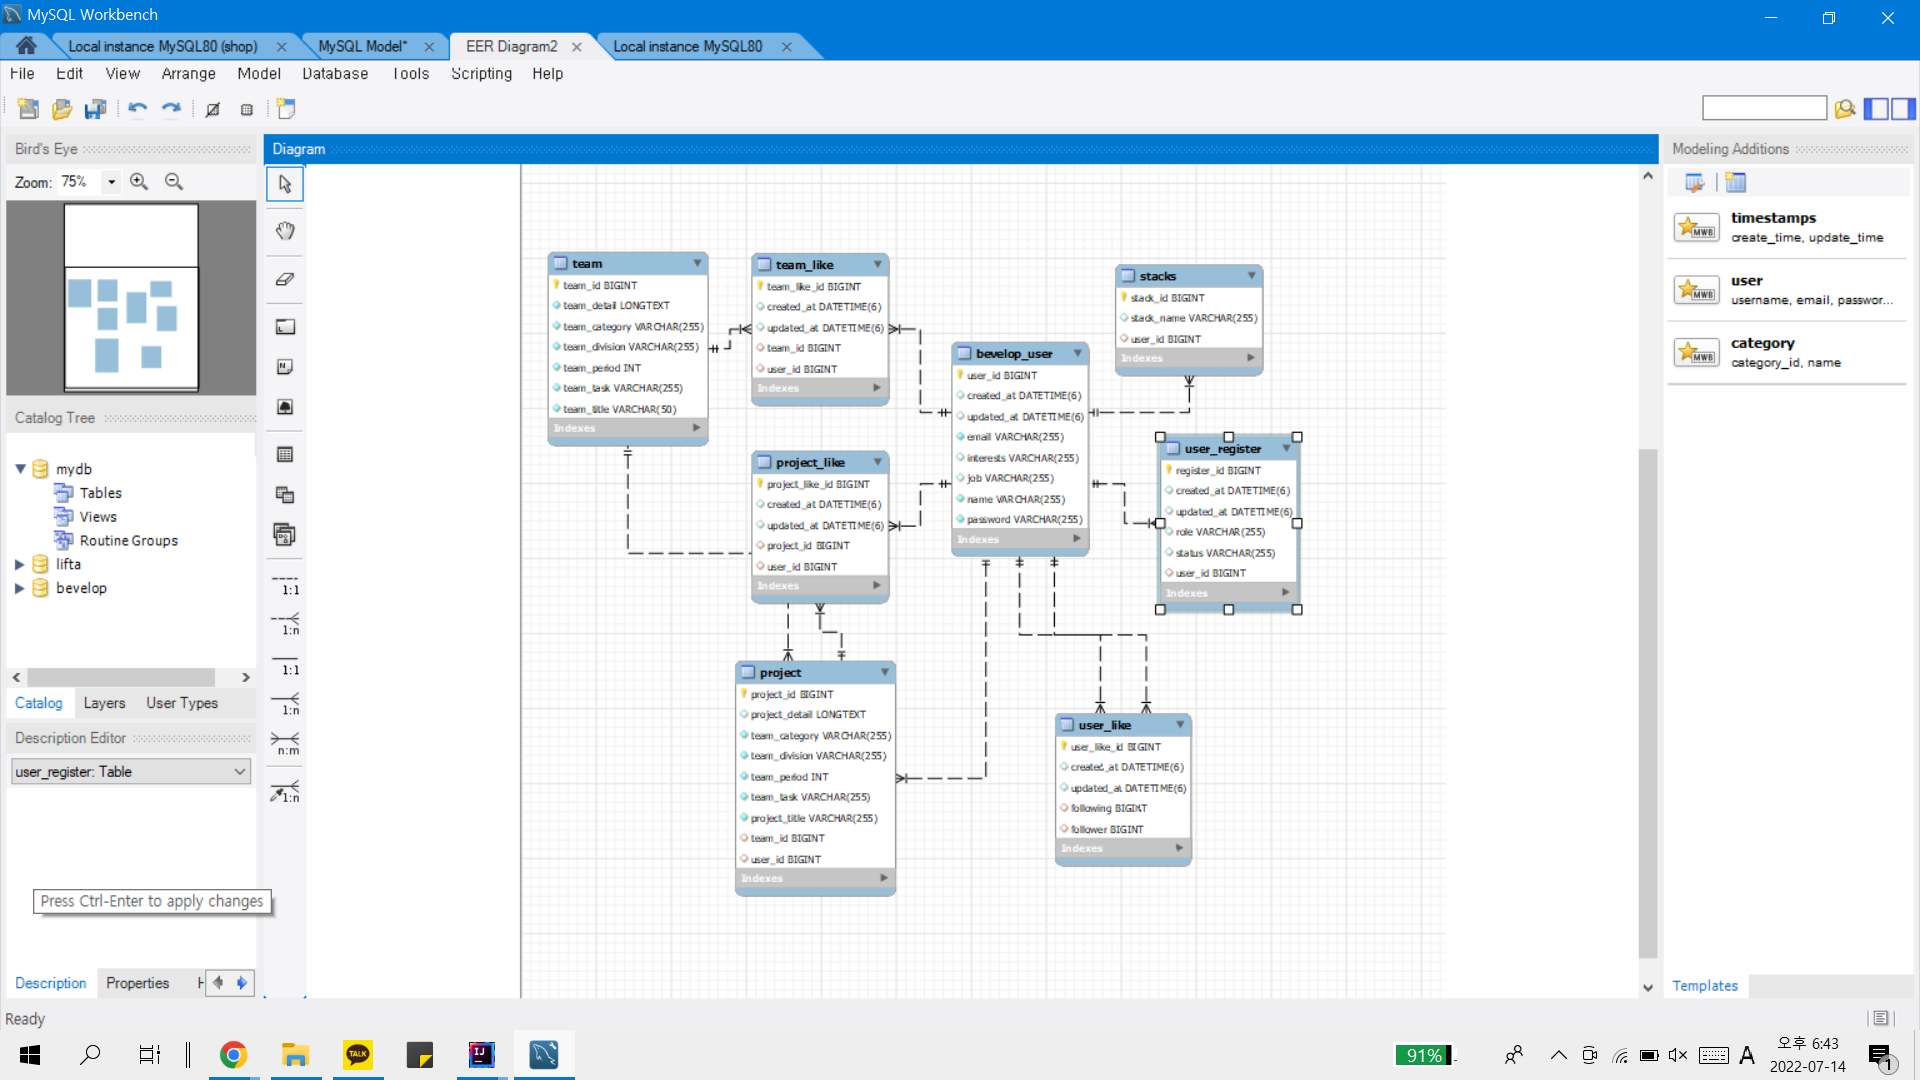 MySQL Workbench
Local instance MySQL80 (shop)
MySQL Model*
EER Diagram2
Local instance MySQL80
File Edit View Arrange Model Database Tools Scripting Help
Bird's Eye
Zoom: 75%
Catalog Tree
mydb
Tables
Views
Routine Groups
lifta
bevelop
Catalog Layers User Types
Description Editor
user_register: Table
Press Ctrl-Enter to apply changes
Description Properties H
Ready
1:1
1:n
1:1
1:n
n:m
1:n
Diagram
team
team_id BIGINT
team_detail LONGTEXT
team_category VARCHAR(255)
team_division VARCHAR(255)
team_period INT
team_task VARCHAR(255)
team_title VARCHAR(50)
Indexes
team_like
team_like_id BIGINT
created_at DATETIME(6)
updated_at DATETIME(6)
team_id BIGINT
user_id BIGINT
Indexes
project_like
project_like_id BIGINT
created_at DATETIME(6)
updated_at DATETIME(6)
project_id BIGINT
user_id BIGINT
Indexes
project
project_id BIGINT
project_detail LONGTEXT
team_category VARCHAR(255)
team_division VARCHAR(255)
team_period INT
team_task VARCHAR(255)
project_title VARCHAR(255)
team_id BIGINT
user_id BIGINT
Indexes
bevelop_user
user_id BIGINT
created_at DATETIME(6)
updated_at DATETIME(6)
email VARCHAR(255)
interests VARCHAR(255)
job VARCHAR(255)
name VARCHAR(255)
password VARCHAR(255)
Indexes
stacks
stack_id BIGINT
stack_name VARCHAR(255)
user_id BIGINT
Indexes
user_register
register_id BIGINT
created_at DATETIME(6)
updated_at DATETIME(6)
role VARCHAR(255)
status VARCHAR(255)
user_id BIGINT
Indexes
user_like
user_like_id BIGINT
created_at DATETIME(6)
updated_at DATETIME(6)
following BIGINT
follower BIGINT
Indexes
Modeling Additions
MWB
timestamps
create_time, update_time
MWB
user
username, email, passwor...
MWB
category
category_id, name
Templates
TALK
IJ
91%
A
오후 6:43
2022-07-14
1